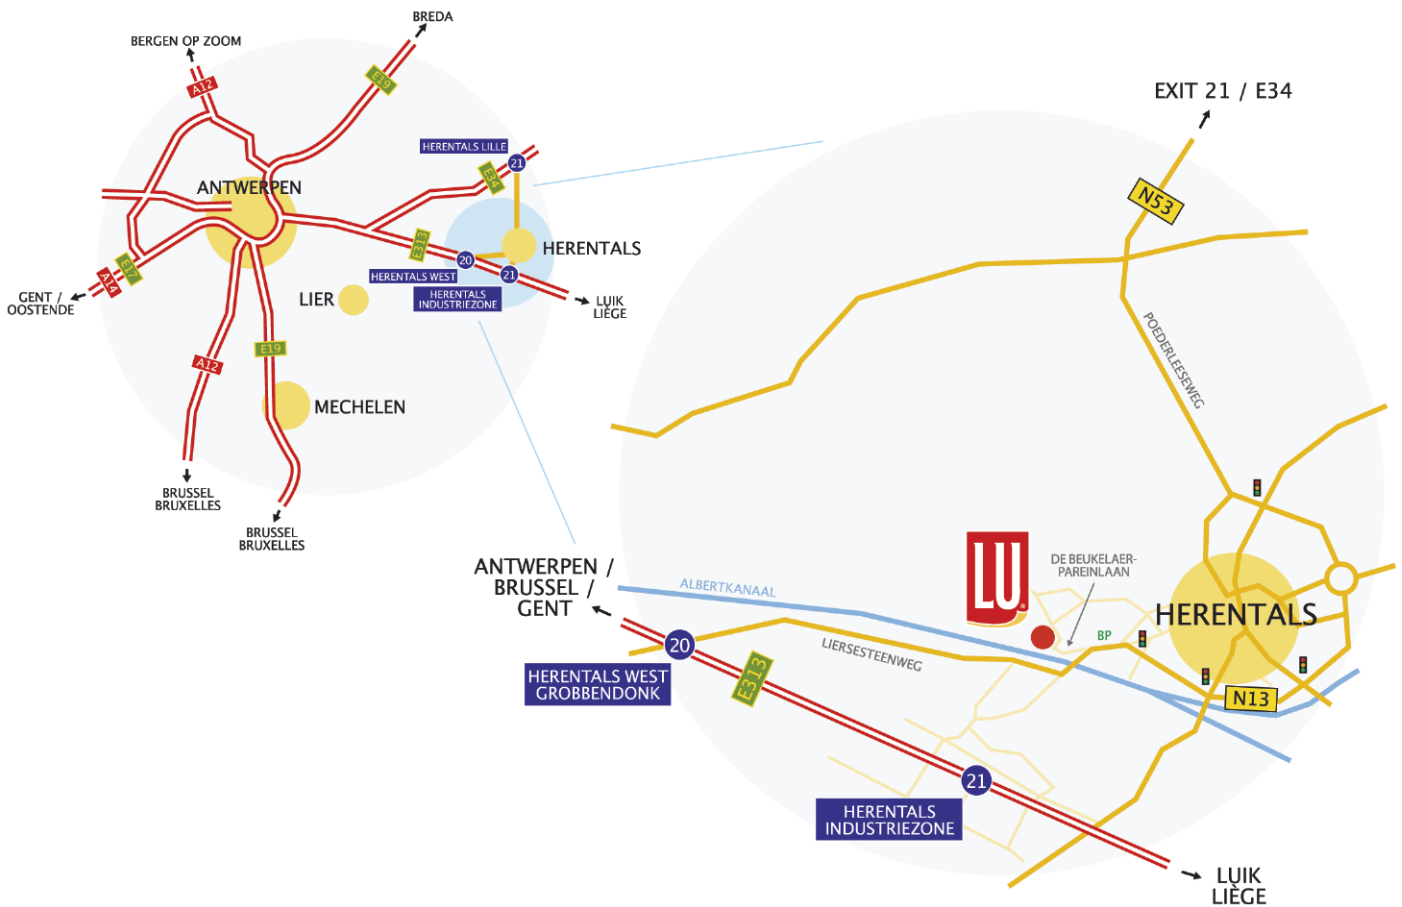 BREDA
BERGEN OP ZOOM
A12
E19
HERENTALS LILLE
21
E34
ANTWERPEN
E313
HERENTALS
20
HERENTALS WEST
21
HERENTALS
INDUSTRIEZONE
E17
A14
GENT /
OOSTENDE
LIER
LUIK
LIÈGE
E19
A12
MECHELEN
BRUSSEL
BRUXELLES
BRUSSEL
BRUXELLES
EXIT 21 / E34
N53
POEDERLEESEWEG
ANTWERPEN /
BRUSSEL /
GENT
ALBERTKANAAL
LU
DE BEUKELAER-
PAREINLAAN
HERENTALS
BP
LIERSESTEENWEG
20
HERENTALS WEST
GROBBENDONK
E313
N13
21
HERENTALS
INDUSTRIEZONE
LUIK
LIÈGE